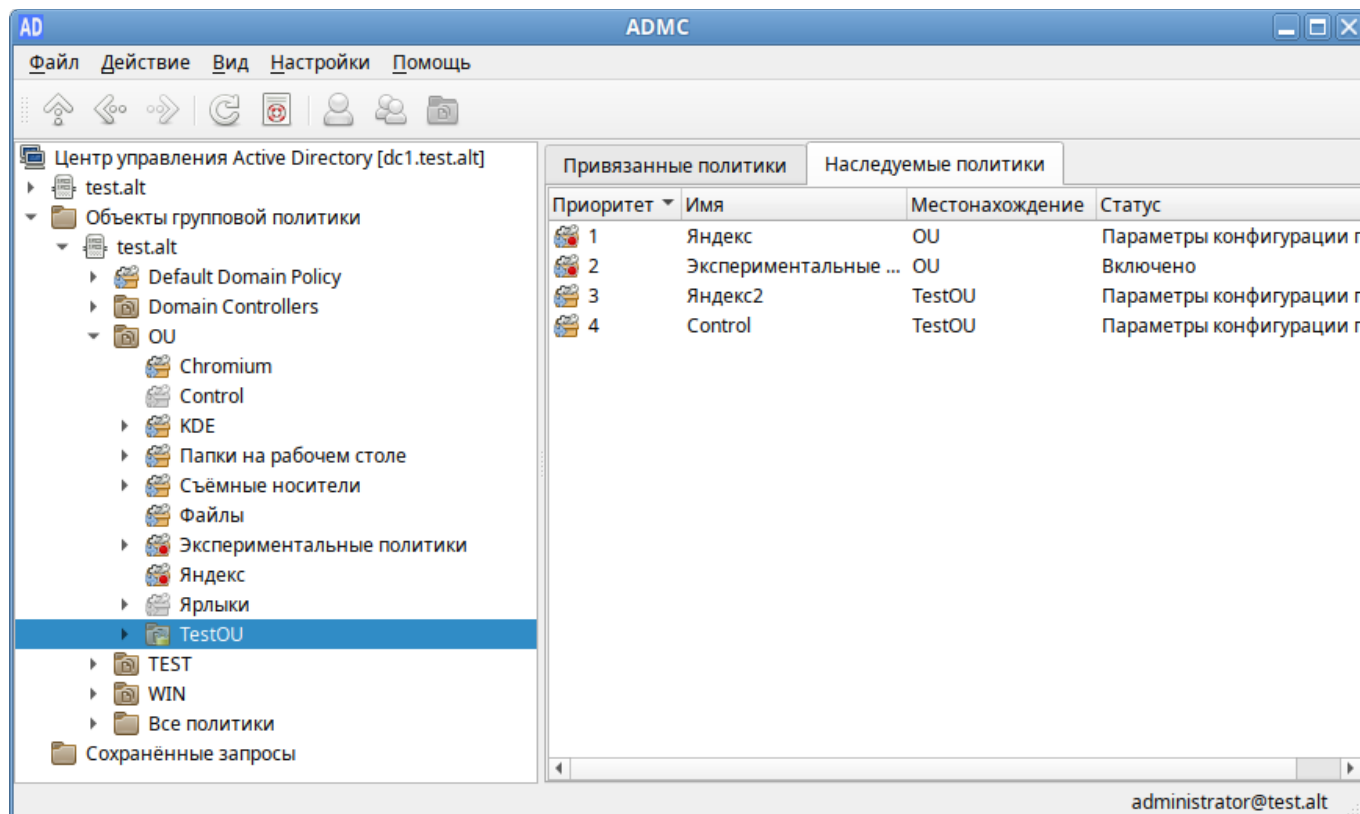 AD ADMC
Файл Действие Вид Настройки Помощь
Центр управления Active Directory [dc1.test.alt]
test.alt
Объекты групповой политики
test.alt
Default Domain Policy
Domain Controllers
OU
Chromium
Control
KDE
Папки на рабочем столе
Съёмные носители
Файлы
Экспериментальные политики
Яндекс
Ярлыки
TestOU
TEST
WIN
Все политики
Сохранённые запросы
Привязанные политики Наследуемые политики
Приоритет Имя Местонахождение Статус
1 Яндекс OU Параметры конфигурации п
2 Экспериментальные ... OU Включено
3 Яндекс2 TestOU Параметры конфигурации п
4 Control TestOU Параметры конфигурации п
administrator@test.alt